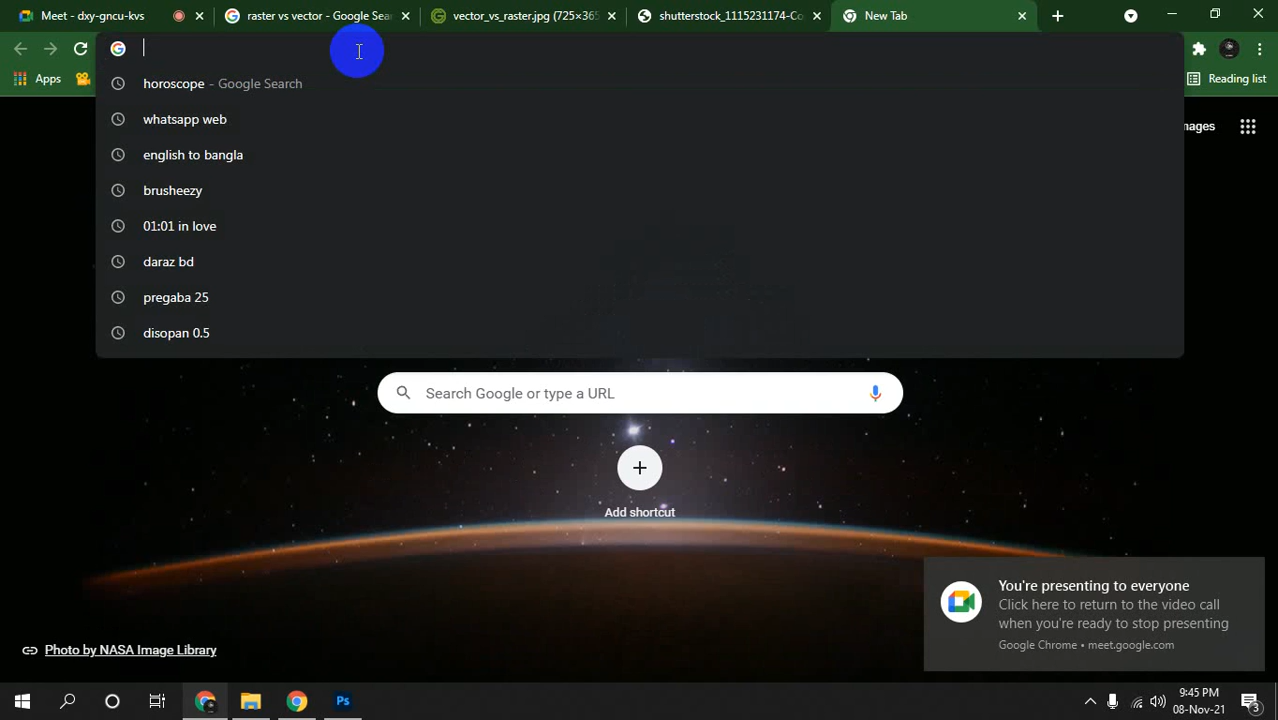 Meet - dxy-gncu-kvs
raster vs vector - Google Sear
vector_vs_raster.jpg (725×365
shutterstock_1115231174-Co
New Tab
Apps
Reading list
horoscope - Google Search
whatsapp web
english to bangla
brusheezy
01:01 in love
daraz bd
pregaba 25
disopan 0.5
mages
Search Google or type a URL
Add shortcut
You're presenting to everyone
Click here to return to the video call
when you're ready to stop presenting
Google Chrome • meet.google.com
Photo by NASA Image Library
Ps
9:45 PM
08-Nov-21
3